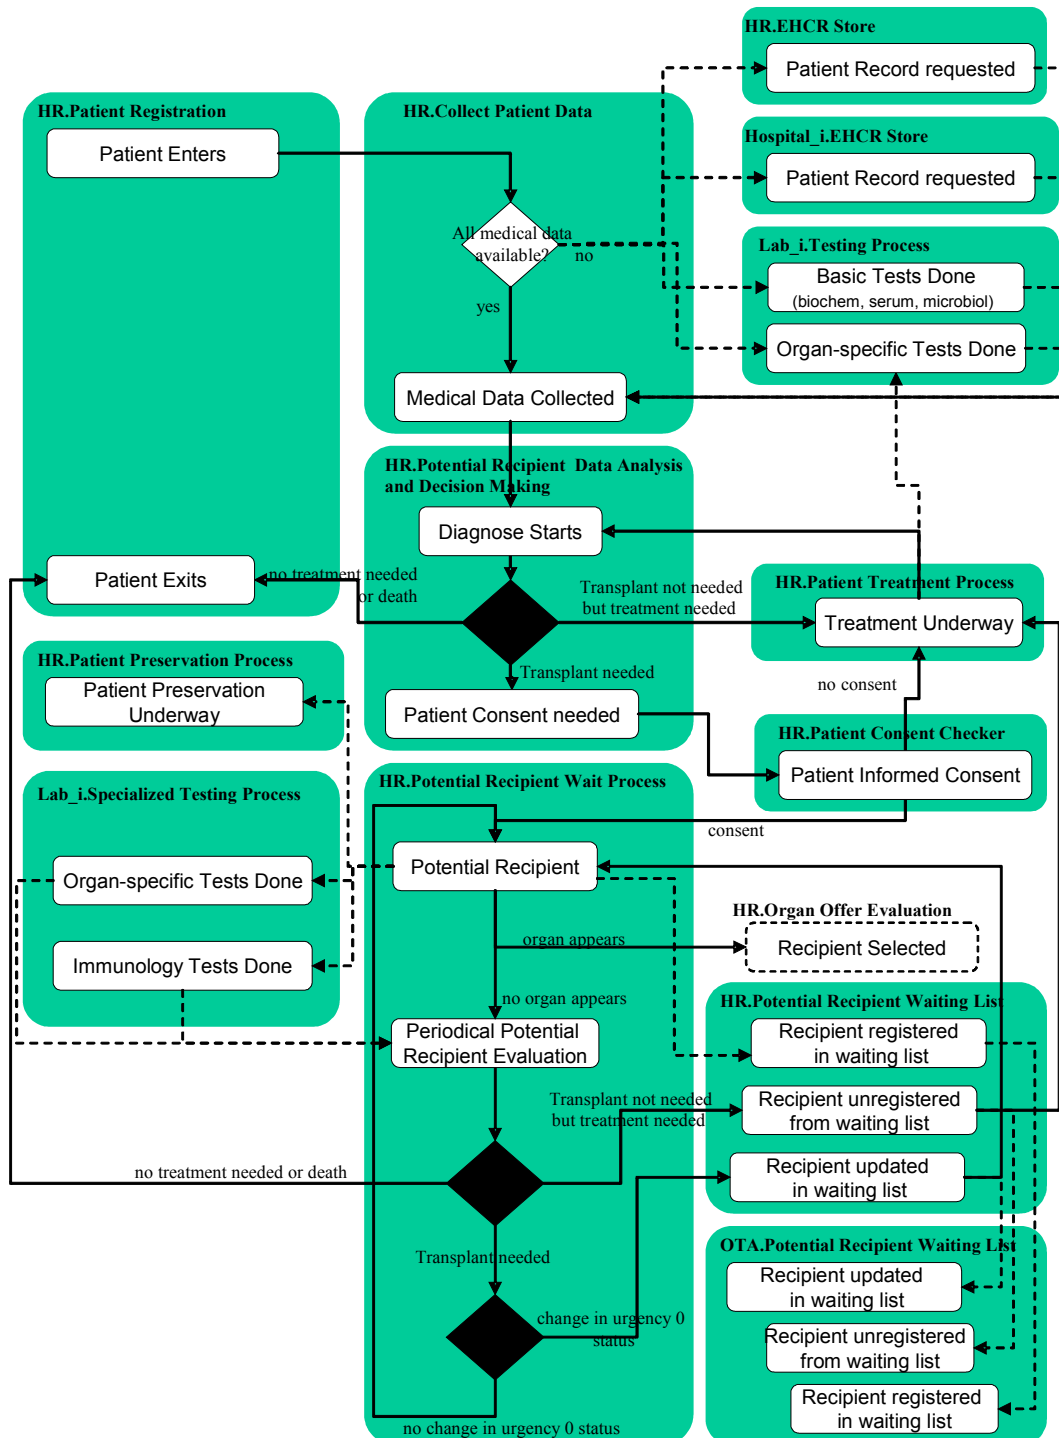 HR.EHCR Store
Patient Record requested
HR.Patient Registration
Patient Enters
HR.Collect Patient Data
Hospital_i.EHCR Store
Patient Record requested
All medical data
available?
no
yes
Lab_i.Testing Process
Basic Tests Done
(biochem, serum, microbiol)
Organ-specific Tests Done
Medical Data Collected
HR.Potential Recipient Data Analysis
and Decision Making
Diagnose Starts
Patient Exits
no treatment needed
or death
Transplant not needed
but treatment needed
HR.Patient Treatment Process
Treatment Underway
HR.Patient Preservation Process
Patient Preservation
Underway
Transplant needed
Patient Consent needed
no consent
HR.Patient Consent Checker
Patient Informed Consent
Lab_i.Specialized Testing Process
HR.Potential Recipient Wait Process
consent
Organ-specific Tests Done
Potential Recipient
HR.Organ Offer Evaluation
Recipient Selected
organ appears
Immunology Tests Done
no organ appears
Periodical Potential
Recipient Evaluation
HR.Potential Recipient Waiting List
Recipient registered
in waiting list
Transplant not needed
but treatment needed
Recipient unregistered
from waiting list
no treatment needed or death
Recipient updated
in waiting list
Transplant needed
OTA.Potential Recipient Waiting List
Recipient updated
in waiting list
change in urgency 0
status
Recipient unregistered
from waiting list
Recipient registered
in waiting list
no change in urgency 0 status